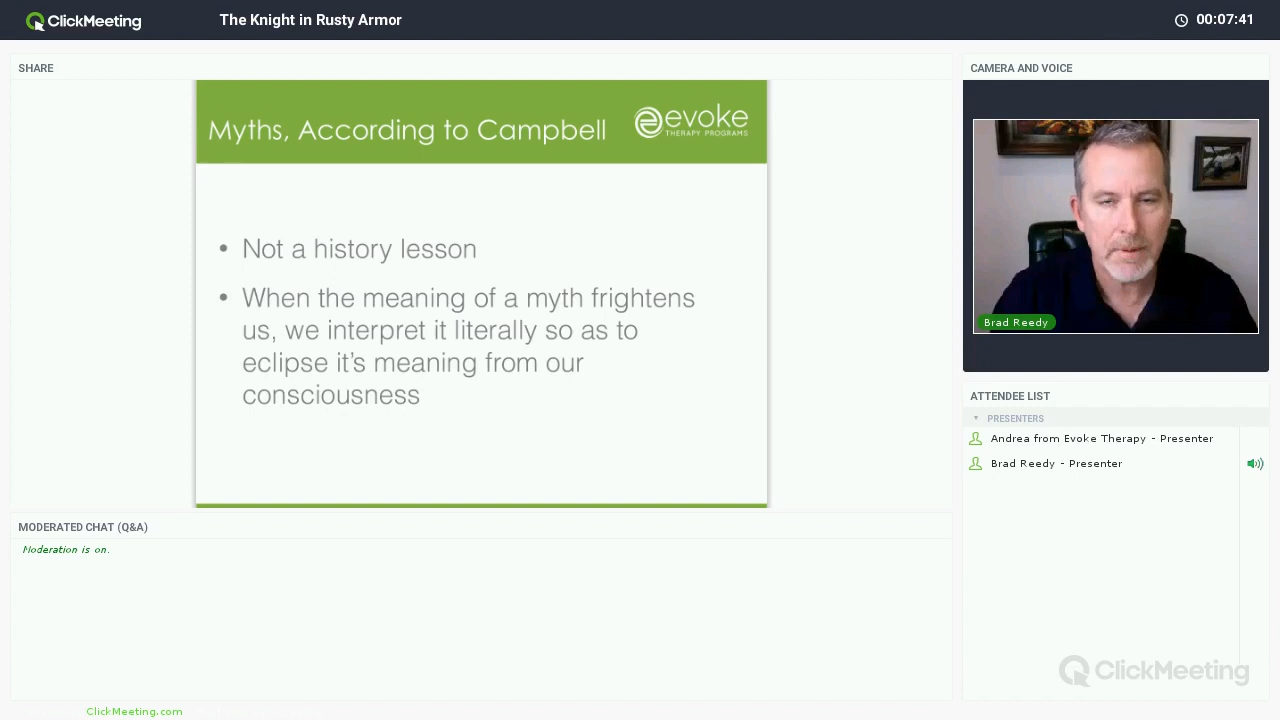 ClickMeeting
The Knight in Rusty Armor
00:07:41
SHARE
Myths, According to Campbell
evoke
THERAPY PROGRAMS
• Not a history lesson
• When the meaning of a myth frightens
us, we interpret it literally so as to
eclipse it's meaning from our
consciousness
CAMERA AND VOICE
Brad Reedy
ATTENDEE LIST
PRESENTERS
Andrea from Evoke Therapy - Presenter
Brad Reedy - Presenter
MODERATED CHAT (Q&A)
Moderation is on.
ClickMeeting
ClickMeeting.com